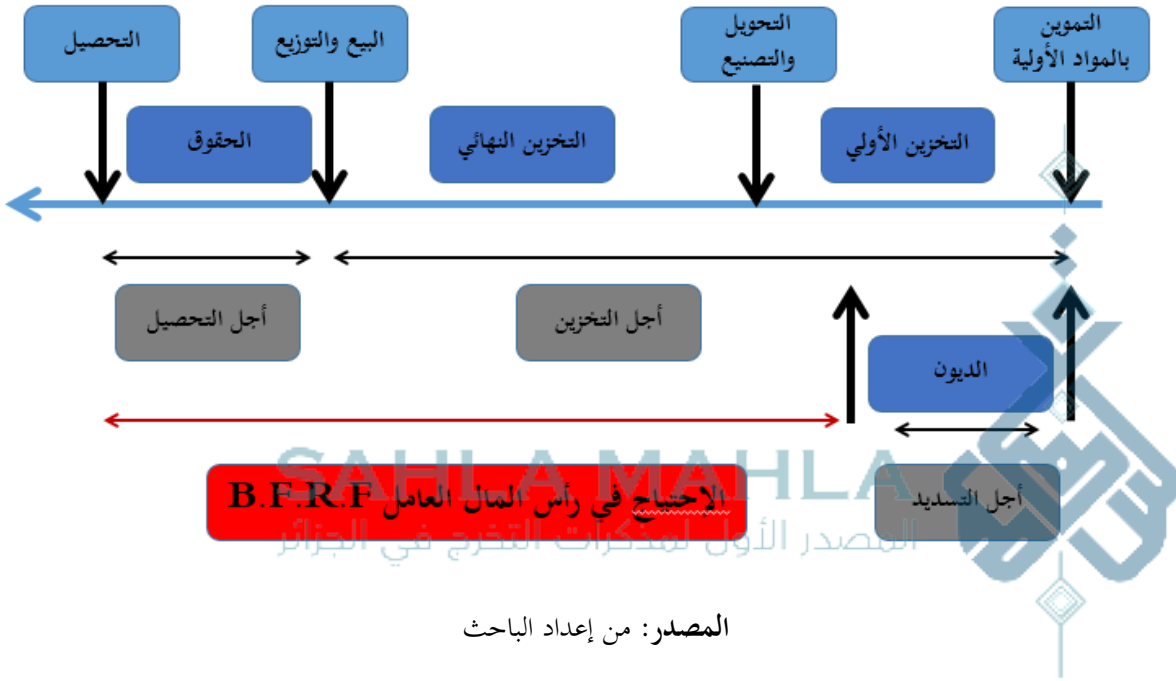 التموين
بالمواد الأولية
التحويل
والتصنيع
البيع والتوزيع
التحصيل
التخزين الأولي
التخزين النهائي
الحقوق
أجل التخزين
أجل التحصيل
الديون
أجل التسديد
الإحتياج في رأس المال العامل B.F.R.F
SAHLA MAHLA
المصدر الأول لمذكرات التخرج في الجزائر
المصدر: من إعداد الباحث